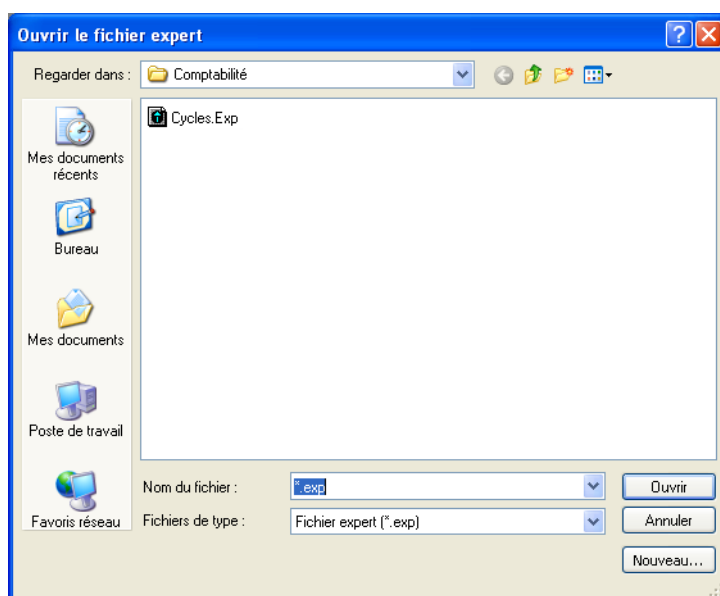 Ouvrir le fichier expert
Regarder dans :
Comptabilité
Cycles.Exp
Mes documents
récents
Bureau
Mes documents
Poste de travail
Favoris réseau
Nom du fichier :
*.exp
Ouvrir
Fichiers de type :
Fichier expert (*.exp)
Annuler
Nouveau...